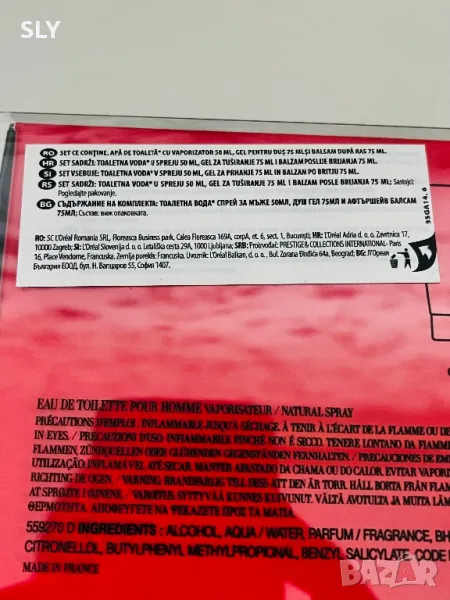 SLY
RO SET CE CONȚINE, APĂ DE TOALETĂ* CU VAPORIZATOR 50 ML, GEL PENTRU DUȘ 75 ML ȘI BALSAM DUPĂ RAS 75 ML.
HR SET SADRŽI: TOALETNA VODA* U SPREJU 50 ML, GEL ZA TUŠIRANJE 75 ML I BALZAM POSLIJE BRIJANJA 75 ML.
SI SET VSEBUJE: TOALETNA VODA* V SPREJU 50 ML, GEL ZA PRHANJE 75 ML IN BALZAM PO BRITJU 75 ML.
RS SET SADRŽI: TOALETNA VODA* U SPREJU 50 ML, GEL ZA TUŠIRANJE 75 ML I BALZAM POSLE BRIJANJA 75 ML; Sastojci:
Pogledajte pakovanje.
BG СЪДЪРЖАНИЕ НА КОМПЛЕКТА: ТОАЛЕТНА ВОДА* СПРЕЙ ЗА МЪЖЕ 50МЛ, ДУШ ГЕЛ 75МЛ И АФТЪРШЕЙВ БАЛСАМ
75МЛ; Състав: виж опаковката.
55GA14.0
RO: SC L'Oréal Romania SRL, Floreasca Business park, Calea Floreasca 169A, corpA, et. 6, sect. 1, București; HR: L'Oréal Adria d. o. o. Zavrtnica 17,
10000 Zagreb; SI: L'Oréal Slovenija d. o. o. Letališka cesta 29A, 1000 Ljubljana; SRB: Proizvođač: PRESTIGE & COLLECTIONS INTERNATIONAL- Paris
16, Place Vendome, Francuska, Zemlja porekla: Francuska, Uvoznik: L'Oréal Balkan d. o. o., Bul. Zorana Đinđića 64a, Beograd; BG: Л'Ореал
България ЕООД, бул. Н. Вапцаров 55, София 1407.
EAU DE TOILETTE POUR HOMME VAPORISATEUR / NATURAL SPRAY
PRÉCAUTIONS D'EMPLOI : INFLAMMABLE JUSQU'À SÉCHAGE. À TENIR À L'ÉCART DE LA FLAMME OU DE
IN EYES. / PRECAUZIONI D'USO: INFIAMMABILE FINCHÉ NON È SECCO. TENERE LONTANO DA FIAMME
FLAMMEN, ZÜNDQUELLEN ODER GLÜHENDEN GEGENSTÄNDEN FERNHALTEN. / PRECAUCIONES DE EM
UTILIZAÇÃO: INFLAMÁVEL ATÉ SECAR. MANTER AFASTADO DA CHAMA OU DO CALOR. EVITAR VAPOR
RICHTING DE OGEN. / VARNING: BRANDFARLIG TILL DESS ATT DEN ÄR TORR. HÅLL BORTA FRÅN FLAM
AT SPRØJTE I ØJNENE. / VAROITUS: SYTTYVÄÄ KUNNES KUIVUNUT. VÄLTÄ AVOTULTA JA MUITA LÄM
ΘΕΡΜΟΤΗΤΑ. ΑΠΟΦΕΥΓΕΤΕ ΝΑ ΨΕΚΑΖΕΤΕ ΠΡΟΣ ΤΑ ΜΑΤΙΑ.
559270 D INGREDIENTS : ALCOHOL, AQUA / WATER, PARFUM / FRAGRANCE, BH
CITRONELLOL, BUTYLPHENYL METHYLPROPIONAL, BENZYL SALICYLATE, CODE
MADE IN FRANCE
BAZAR.bg